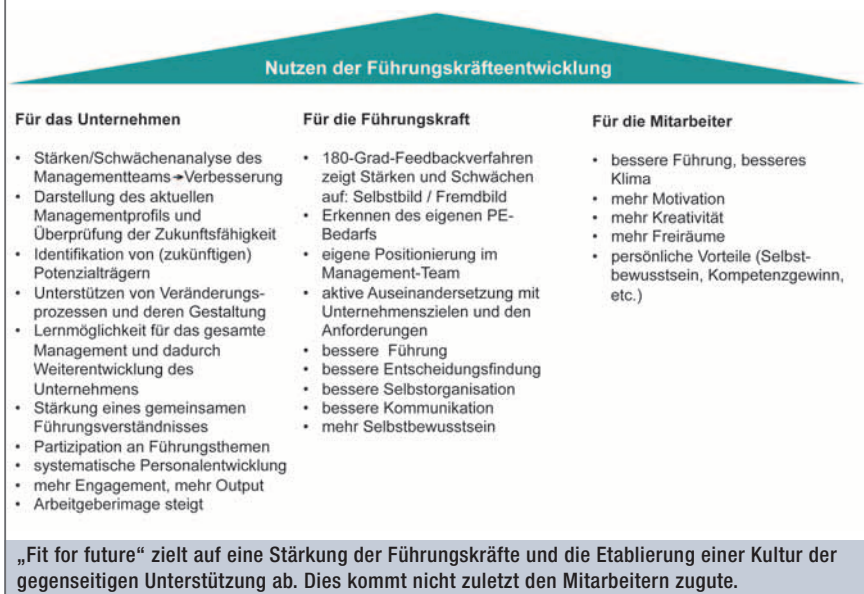 Nutzen der Führungskräfteentwicklung
Für das Unternehmen
• Stärken/Schwächenanalyse des
Managementteams→Verbesserung
• Darstellung des aktuellen
Managementprofils und
Überprüfung der Zukunftsfähigkeit
• Identifikation von (zukünftigen)
Potenzialträgern
• Unterstützen von Veränderungs-
prozessen und deren Gestaltung
• Lernmöglichkeit für das gesamte
Management und dadurch
Weiterentwicklung des
Unternehmens
• Stärkung eines gemeinsamen
Führungsverständnisses
• Partizipation an Führungsthemen
• systematische Personalentwicklung
• mehr Engagement, mehr Output
• Arbeitgeberimage steigt
Für die Führungskraft
• 180-Grad-Feedbackverfahren
zeigt Stärken und Schwächen
auf: Selbstbild / Fremdbild
• Erkennen des eigenen PE-
Bedarfs
• eigene Positionierung im
Management-Team
• aktive Auseinandersetzung mit
Unternehmenszielen und den
Anforderungen
• bessere Führung
• bessere Entscheidungsfindung
• bessere Selbstorganisation
• bessere Kommunikation
• mehr Selbstbewusstsein
Für die Mitarbeiter
• bessere Führung, besseres
Klima
• mehr Motivation
• mehr Kreativität
• mehr Freiräume
• persönliche Vorteile (Selbst-
bewusstsein, Kompetenzgewinn,
etc.)
„Fit for future“ zielt auf eine Stärkung der Führungskräfte und die Etablierung einer Kultur der
gegenseitigen Unterstützung ab. Dies kommt nicht zuletzt den Mitarbeitern zugute.